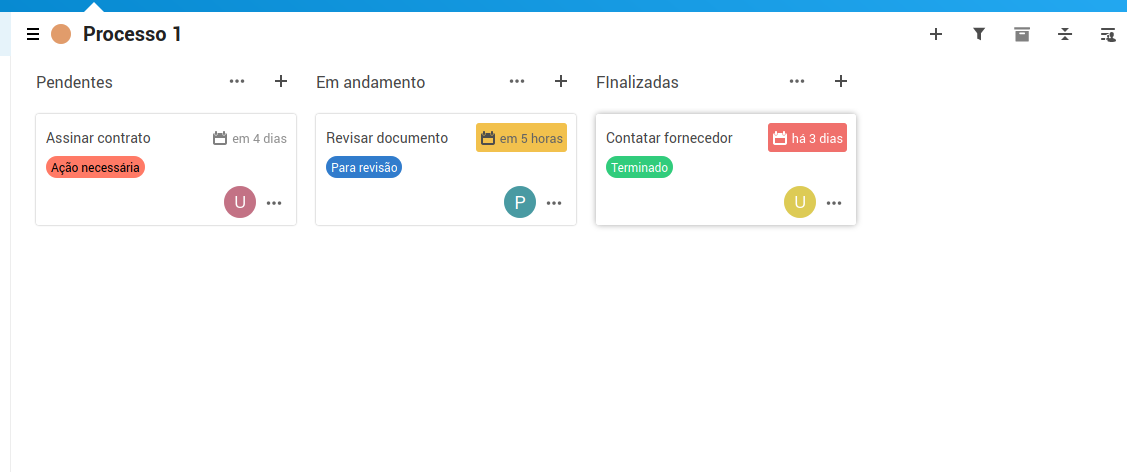 Processo 1
Pendentes
Em andamento
FInalizadas
Assinar contrato
em 4 dias
Ação necessária
U
Revisar documento
em 5 horas
Para revisão
P
Contatar fornecedor
há 3 dias
Terminado
U